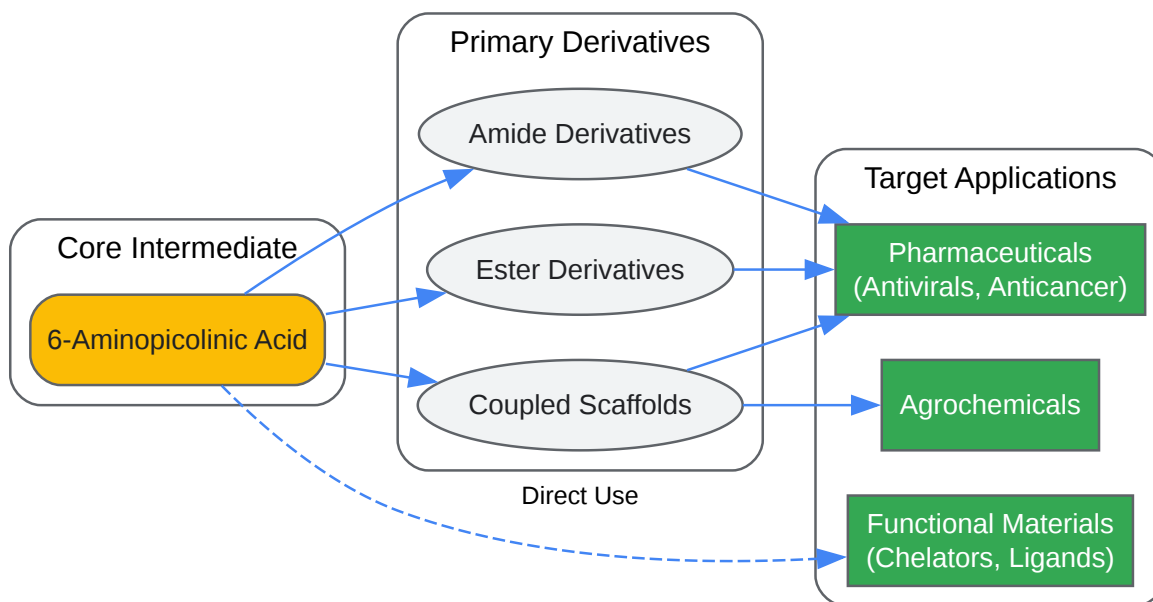 Primary Derivatives
Amide Derivatives
Target Applications
Core Intermediate
Pharmaceuticals
(Antivirals, Anticancer)
Ester Derivatives
6-Aminopicolinic Acid
Coupled Scaffolds
Agrochemicals
Direct Use
Functional Materials
(Chelators, Ligands)